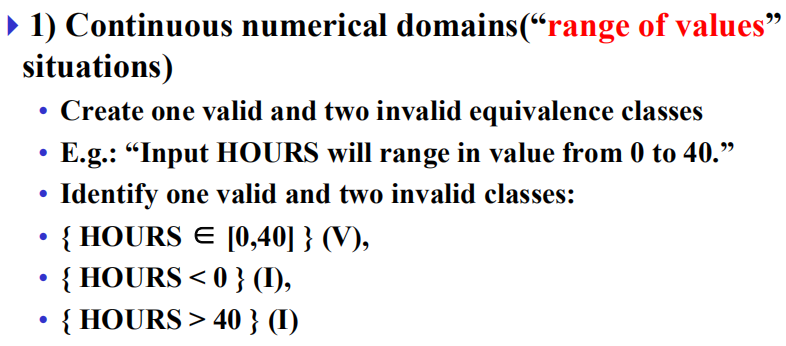 1) Continuous numerical domains(“range of values”
situations)
• Create one valid and two invalid equivalence classes
• E.g.: “Input HOURS will range in value from 0 to 40.”
• Identify one valid and two invalid classes:
• { HOURS ∈ [0,40] } (V),
• { HOURS < 0 } (I),
• { HOURS > 40 } (I)